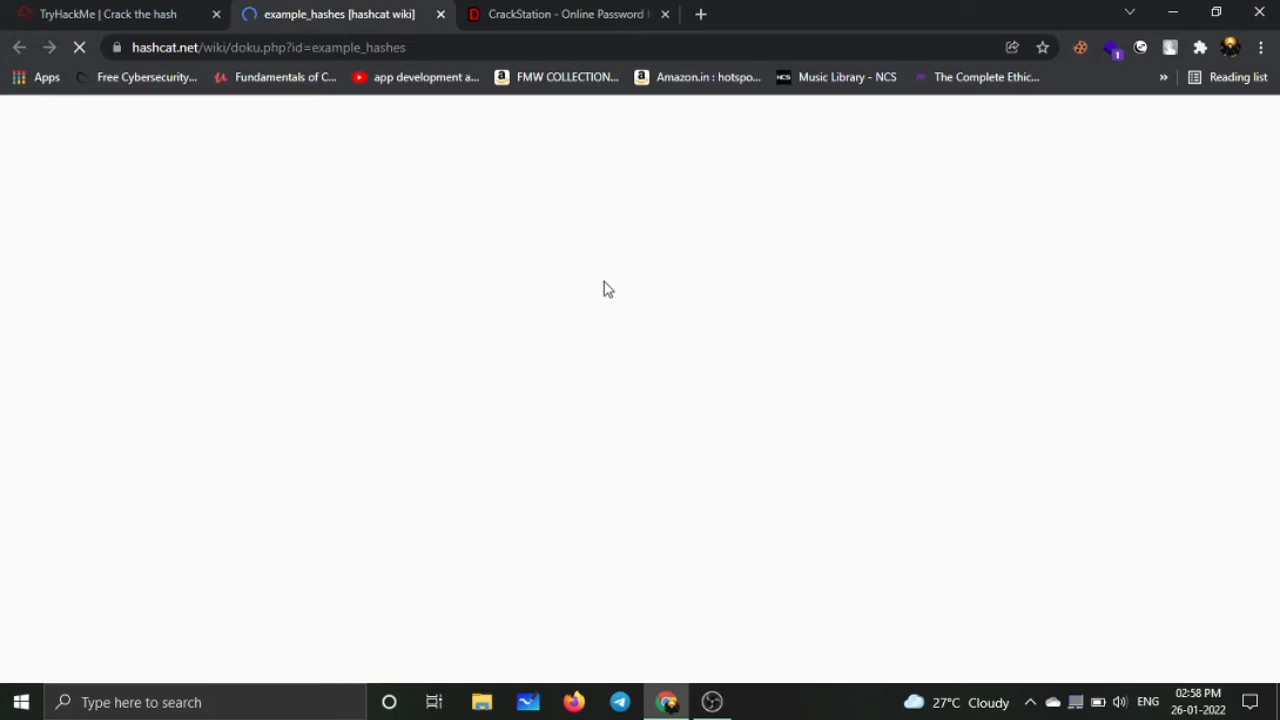 TryHackMe | Crack the hash
example_hashes [hashcat wiki]
CrackStation - Online Password
hashcat.net/wiki/doku.php?id=example_hashes
Apps
Free Cybersecurity...
Fundamentals of C...
app development a...
FMW COLLECTION...
Amazon.in : hotspo...
Music Library - NCS
The Complete Ethic...
»
Reading list
1
Type here to search
27°C Cloudy
ENG
02:58 PM
26-01-2022